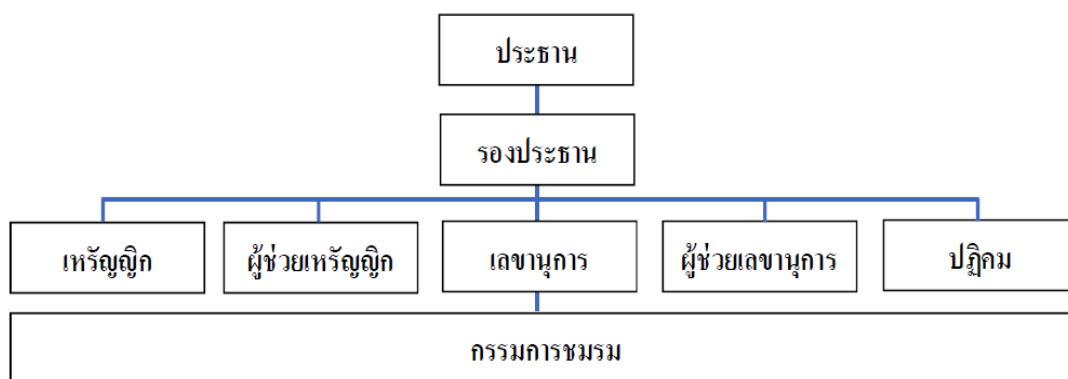 ประธาน
รองประธาน
เหรัญญิก
ผู้ช่วยเหรัญญิก
เลขานุการ
ผู้ช่วยเลขานุการ
ปฏิคม
กรรมการชมรม